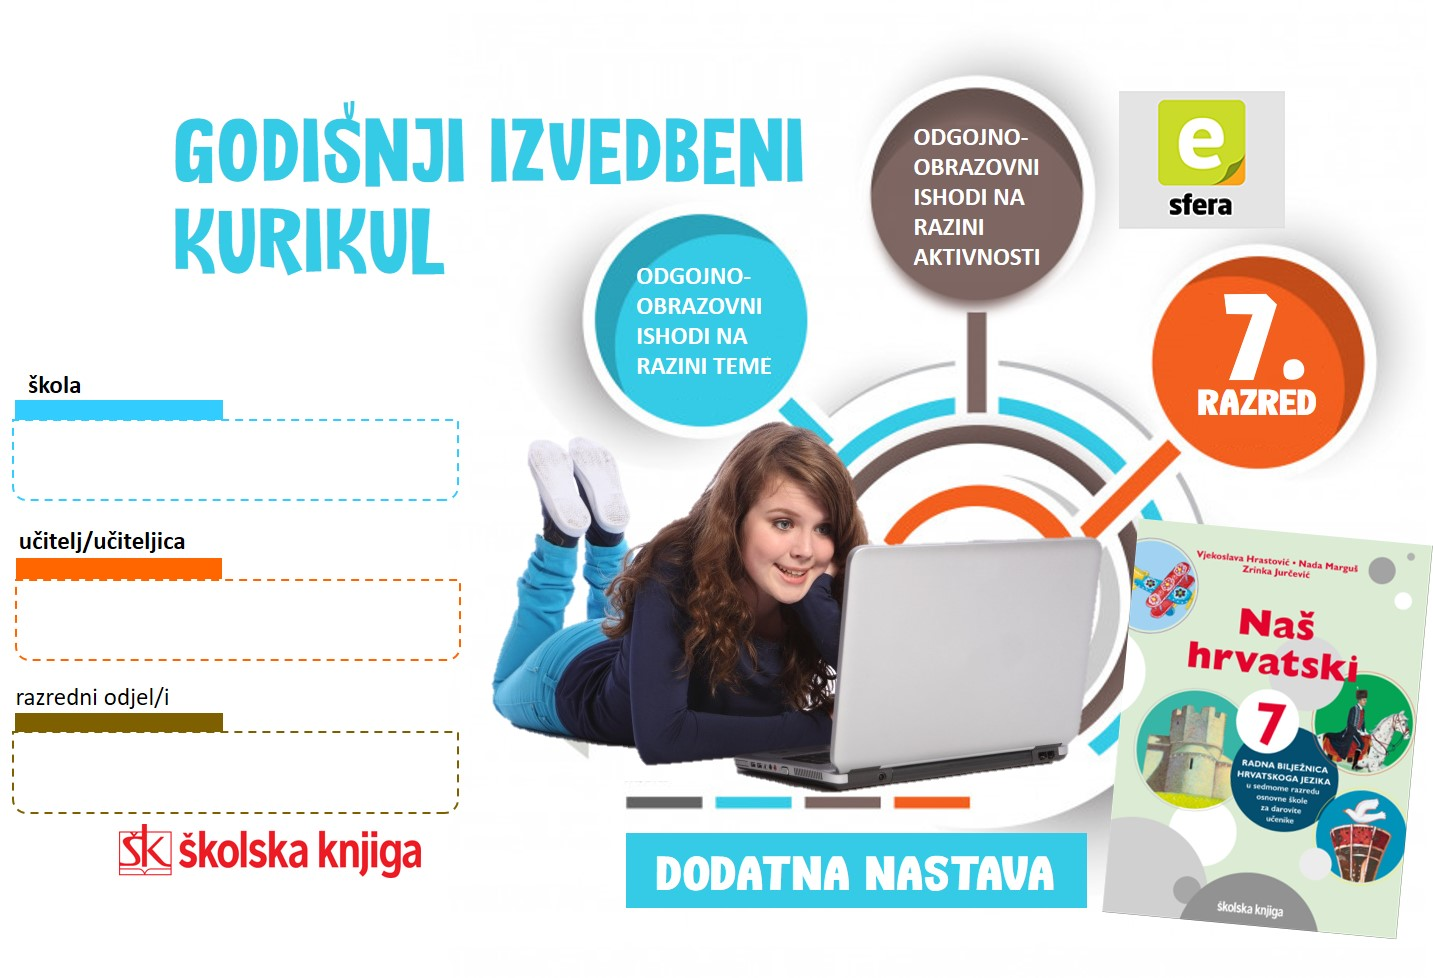 GODIŠNJI IZVEDBENI
KURIKUL
ODGOJNO-
OBRAZOVNI
ISHODI NA
RAZINI TEME
ODGOJNO-
OBRAZOVNI
ISHODI NA
RAZINI
AKTIVNOSTI
e
sfera
7.
RAZRED
škola
učitelj/učiteljica
razredni odjel/i
šk školska knjiga
DODATNA NASTAVA
Vjekoslava Hrastović • Nada Marguš
Zrinka Jurčević
Naš
hrvatski
7
RADNA BILJEŽNICA
HRVATSKOGA JEZIKA
u sedmome razredu
osnovne škole
za darovite
učenike
školska knjiga